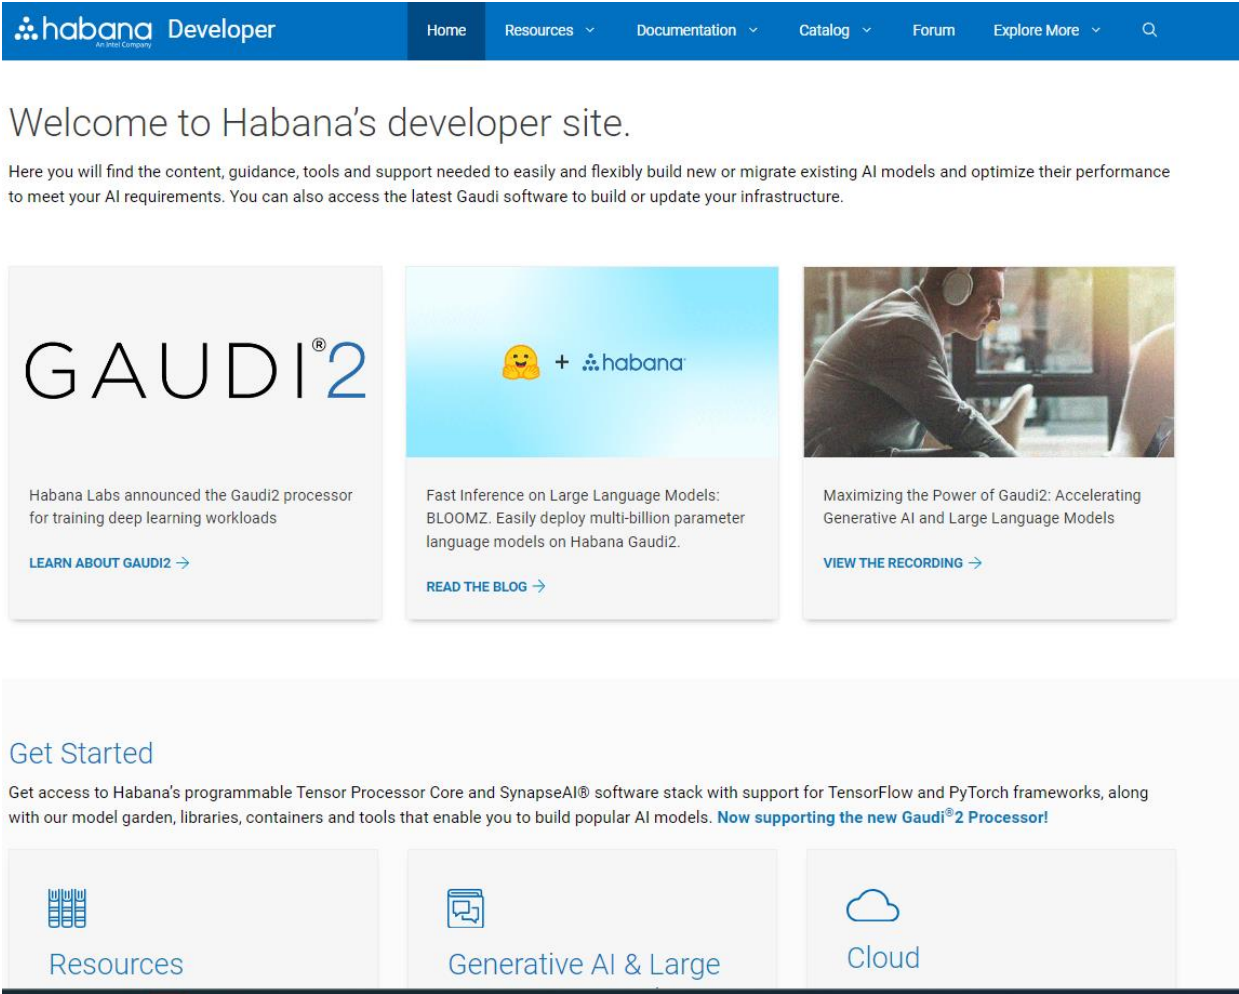 habana Developer
An Intel Company
Home Resources Documentation Catalog Forum Explore More
Welcome to Habana’s developer site.
Here you will find the content, guidance, tools and support needed to easily and flexibly build new or migrate existing AI models and optimize their performance
to meet your AI requirements. You can also access the latest Gaudi software to build or update your infrastructure.
GAUDI®2
Habana Labs announced the Gaudi2 processor
for training deep learning workloads
LEARN ABOUT GAUDI2 →
+ habana
Fast Inference on Large Language Models:
BLOOMZ. Easily deploy multi-billion parameter
language models on Habana Gaudi2.
READ THE BLOG →
Maximizing the Power of Gaudi2: Accelerating
Generative AI and Large Language Models
VIEW THE RECORDING →
Get Started
Get access to Habana’s programmable Tensor Processor Core and SynapseAI® software stack with support for TensorFlow and PyTorch frameworks, along
with our model garden, libraries, containers and tools that enable you to build popular AI models. Now supporting the new Gaudi®2 Processor!
Resources
Generative AI & Large
Cloud